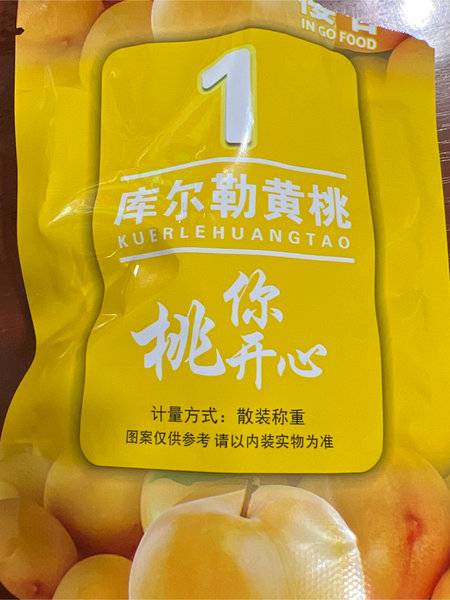 IN GO FOOD
1
库尔勒黄桃
KUERLEHUANGTAO
桃你开心
计量方式：散装称重
图案仅供参考 请以内装实物为准